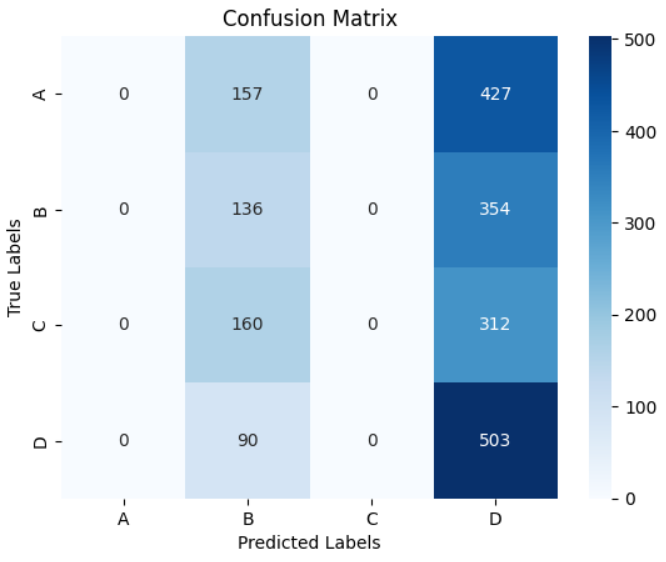 Confusion Matrix
500
A 0 157 0 427
400
B 0 136 0 354
300
True Labels
200
C 0 160 0 312
100
D 0 90 0 503
0
A B C D
Predicted Labels